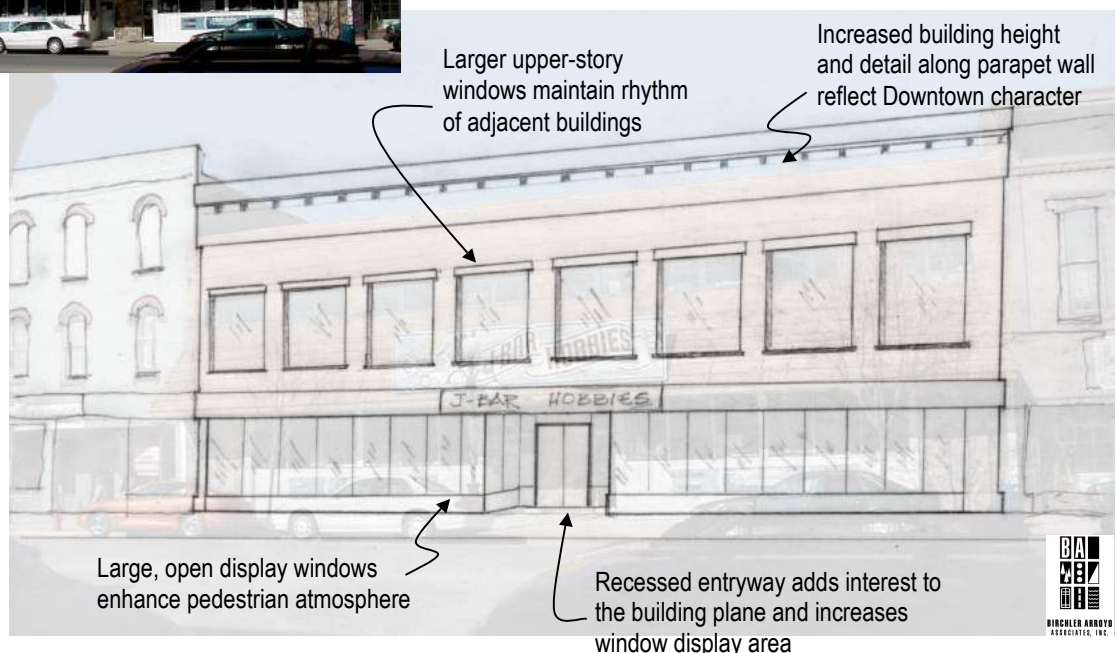 Larger upper-story
windows maintain rhythm
of adjacent buildings
Increased building height
and detail along parapet wall
reflect Downtown character
HOBBIES
J-BAR HOBBIES
Large, open display windows
enhance pedestrian atmosphere
Recessed entryway adds interest to
the building plane and increases
window display area
BA
BIRCHLER ARROYO
ASSOCIATES, INC.